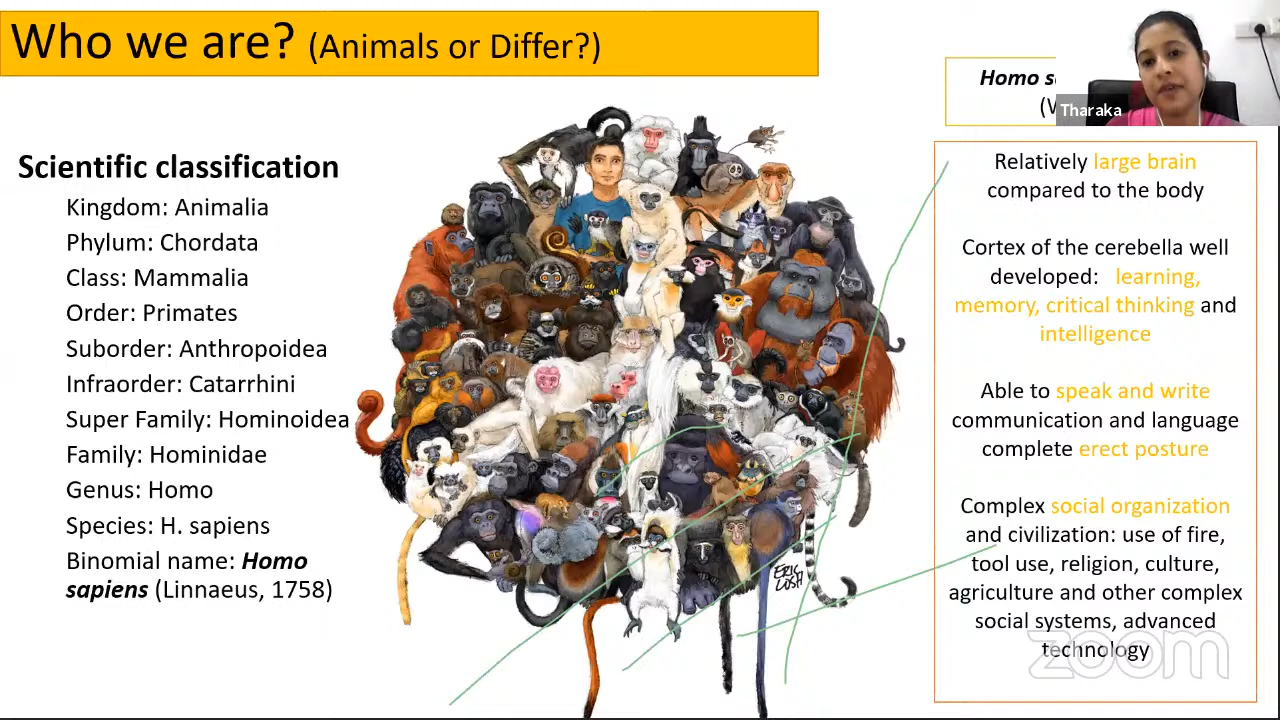 Who we are? (Animals or Differ?)
Homo s
(
Tharaka
Scientific classification
Kingdom: Animalia
Phylum: Chordata
Class: Mammalia
Order: Primates
Suborder: Anthropoidea
Infraorder: Catarrhini
Super Family: Hominoidea
Family: Hominidae
Genus: Homo
Species: H. sapiens
Binomial name: Homo
sapiens (Linnaeus, 1758)
ERIC
LOSH
Relatively large brain
compared to the body
Cortex of the cerebella well
developed: learning,
memory, critical thinking and
intelligence
Able to speak and write
communication and language
complete erect posture
Complex social organization
and civilization: use of fire,
tool use, religion, culture,
agriculture and other complex
social systems, advanced
technology
zoom